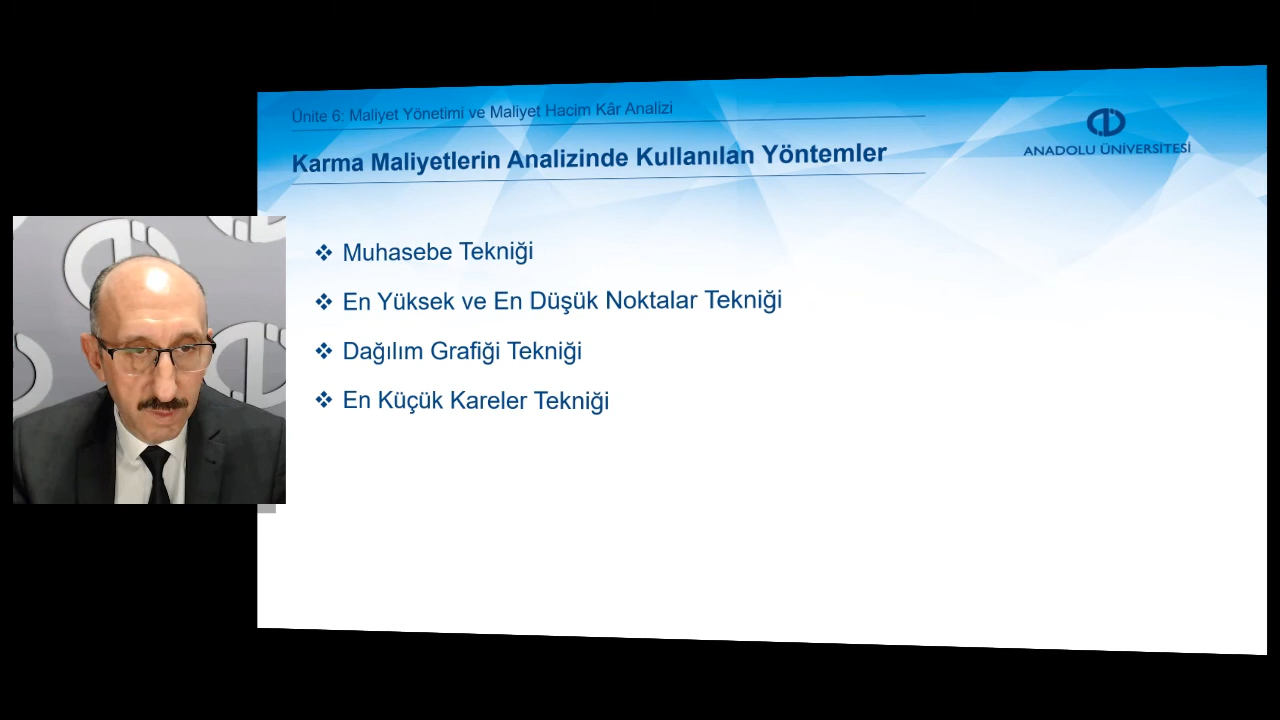 Ünite 6: Maliyet Yönetimi ve Maliyet Hacim Kâr Analizi
Karma Maliyetlerin Analizinde Kullanılan Yöntemler
ANADOLU ÜNİVERSİTESİ
❖ Muhasebe Tekniği
❖ En Yüksek ve En Düşük Noktalar Tekniği
❖ Dağılım Grafiği Tekniği
❖ En Küçük Kareler Tekniği